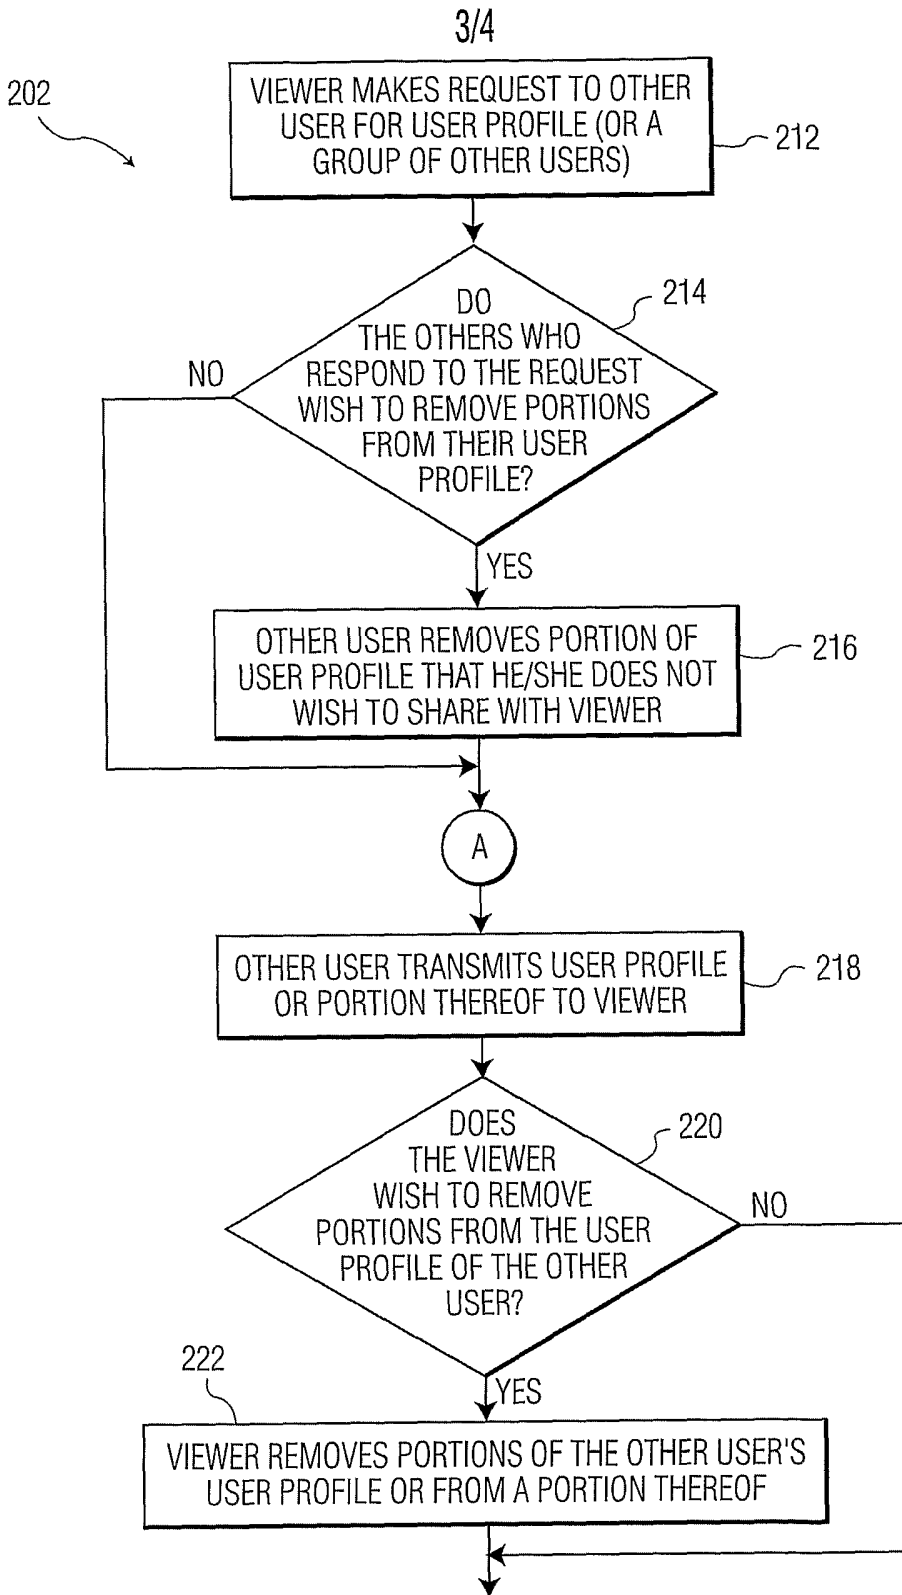 3/4
202
VIEWER MAKES REQUEST TO OTHER
USER FOR USER PROFILE (OR A
GROUP OF OTHER USERS)
212
DO
THE OTHERS WHO
RESPOND TO THE REQUEST
WISH TO REMOVE PORTIONS
FROM THEIR USER
PROFILE?
214
NO
YES
OTHER USER REMOVES PORTION OF
USER PROFILE THAT HE/SHE DOES NOT
WISH TO SHARE WITH VIEWER
216
A
OTHER USER TRANSMITS USER PROFILE
OR PORTION THEREOF TO VIEWER
218
DOES
THE VIEWER
WISH TO REMOVE
PORTIONS FROM THE USER
PROFILE OF THE OTHER
USER?
220
NO
YES
222
VIEWER REMOVES PORTIONS OF THE OTHER USER'S
USER PROFILE OR FROM A PORTION THEREOF